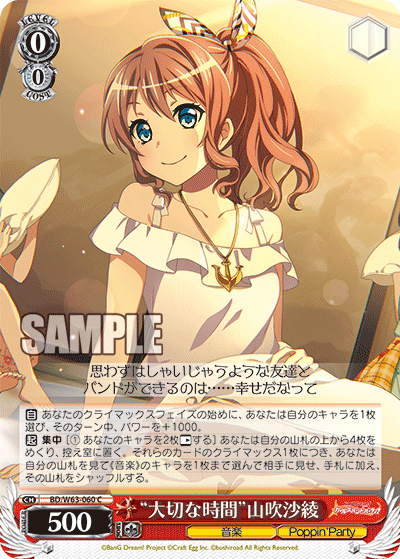 LEVEL
0
0
COST
SAMPLE
思わずはしゃいじゃうような友達と
バンドができるのは……幸せだなって
自 あなたのクライマックスフェイズの始めに、あなたは自分のキャラを1枚
選び、そのターン中、パワーを+1000。
起 集中 [① あなたのキャラを2枚する] あなたは自分の山札の上から4枚を
めくり、控え室に置く。それらのカードのクライマックス1枚につき、あなたは
自分の山札を見て《音楽》のキャラを1枚まで選んで相手に見せ、手札に加え、
その山札をシャッフルする。
CH BD/W63-060 C
500
“大切な時間”山吹沙綾
音楽 Poppin'Party
©BanG Dream! Project ©Craft Egg Inc. ©bushiroad All Rights Reserved.